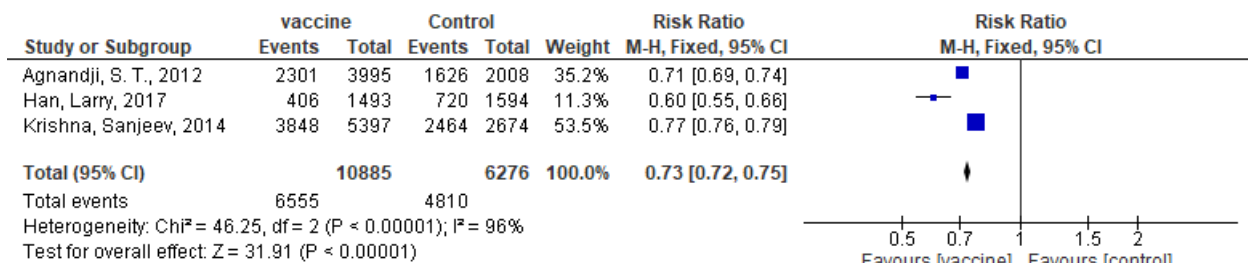 vaccine Control Risk Ratio Risk Ratio
Study or Subgroup Events Total Events Total Weight M-H, Fixed, 95% CI M-H, Fixed, 95% CI
Agnandji, S. T., 2012 2301 3995 1626 2008 35.2% 0.71 [0.69, 0.74]
Han, Larry, 2017 406 1493 720 1594 11.3% 0.60 [0.55, 0.66]
Krishna, Sanjeev, 2014 3848 5397 2464 2674 53.5% 0.77 [0.76, 0.79]
Total (95% CI) 10885 6276 100.0% 0.73 [0.72, 0.75]
Total events 6555 4810
Heterogeneity: Chi² = 46.25, df = 2 (P < 0.00001); I² = 96%
Test for overall effect: Z = 31.91 (P < 0.00001)
0.5 0.7 1 1.5 2
Favours [vaccine] Favours [control]